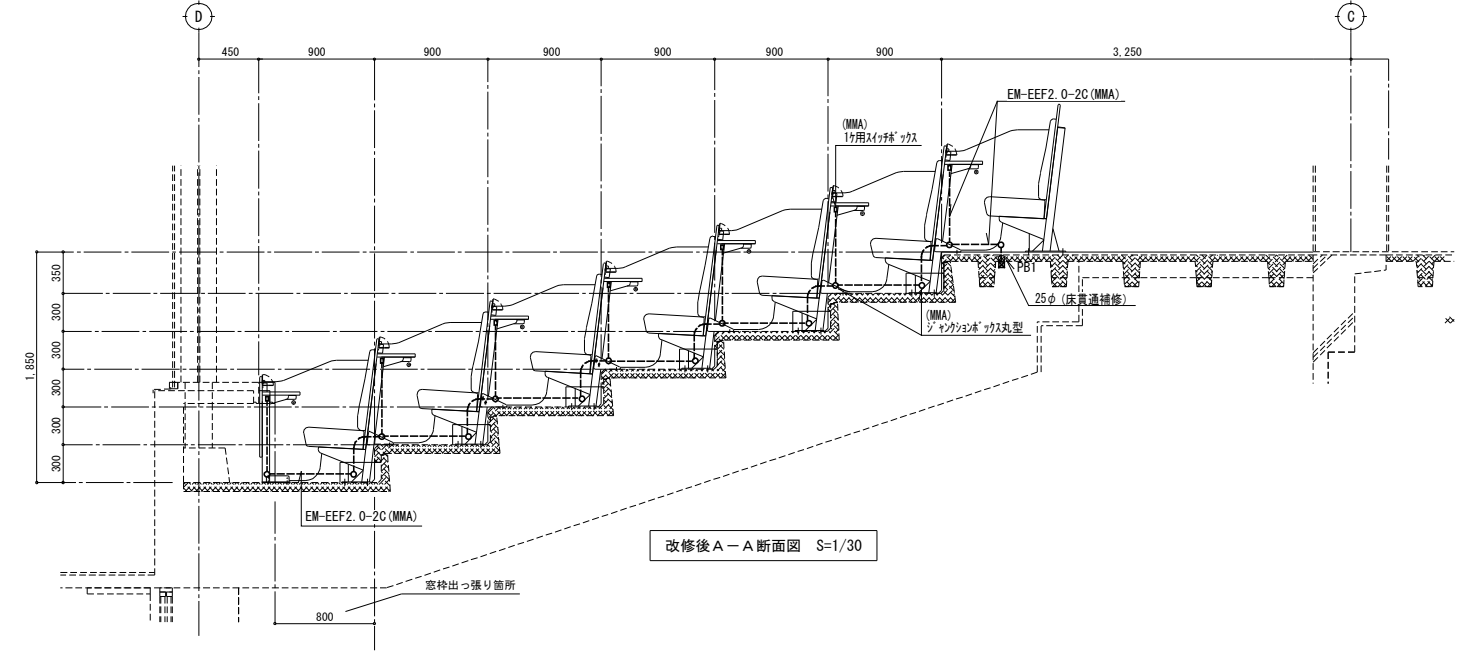 D
C
450
900
900
900
900
900
900
3,250
EM-EEF2.0-2C(MMA)
(MMA)
1ケ用スイッチボックス
PB1
25φ (床貫通補修)
(MMA)
ジャンクションボックス丸型
350
300
300
300
300
300
1,850
EM-EEF2.0-2C(MMA)
改修後A-A断面図 S=1/30
窓枠出っ張り箇所
800